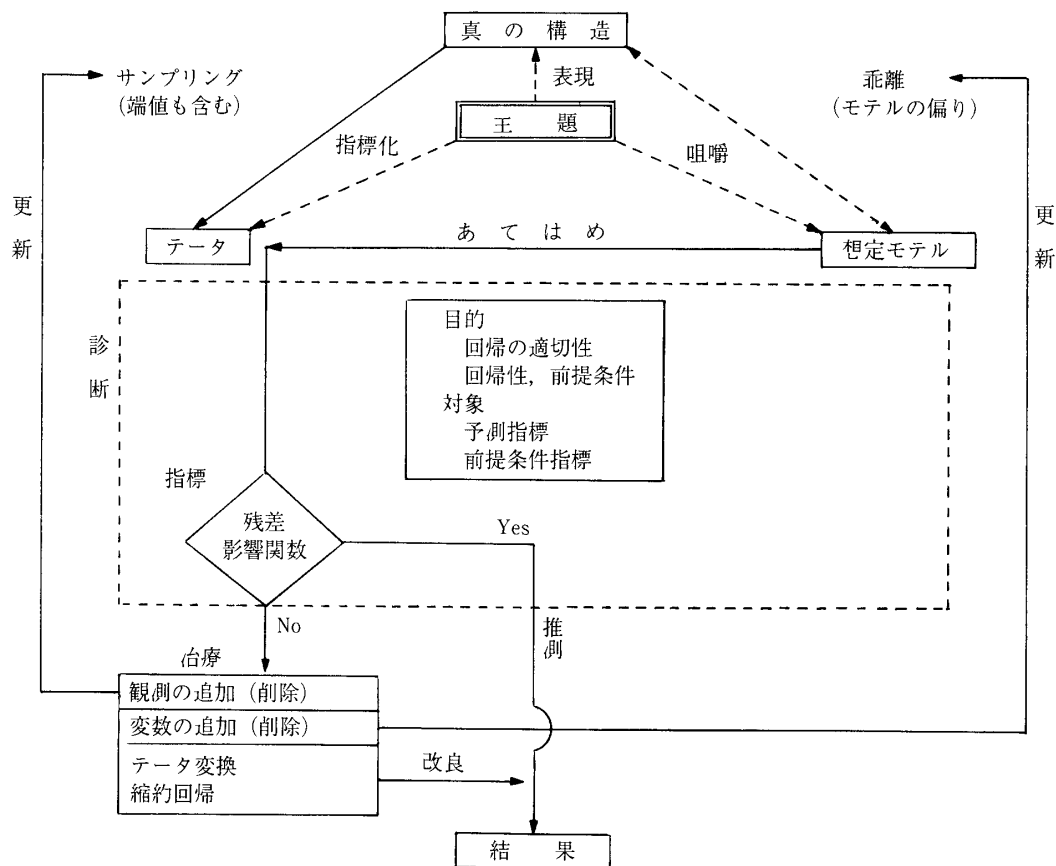 真の構造
サンプリング
(端値も含む)
表現
乖離
(モテルの偏り)
王題
指標化
咀嚼
更新
更新
テータ
あてはめ
想定モテル
診断
目的
回帰の適切性
回帰性,前提条件
対象
予測指標
前提条件指標
指標
残差
影響関数
Yes
No
推測
治療
観測の追加(削除)
変数の追加(削除)
テータ変換
縮約回帰
改良
結果